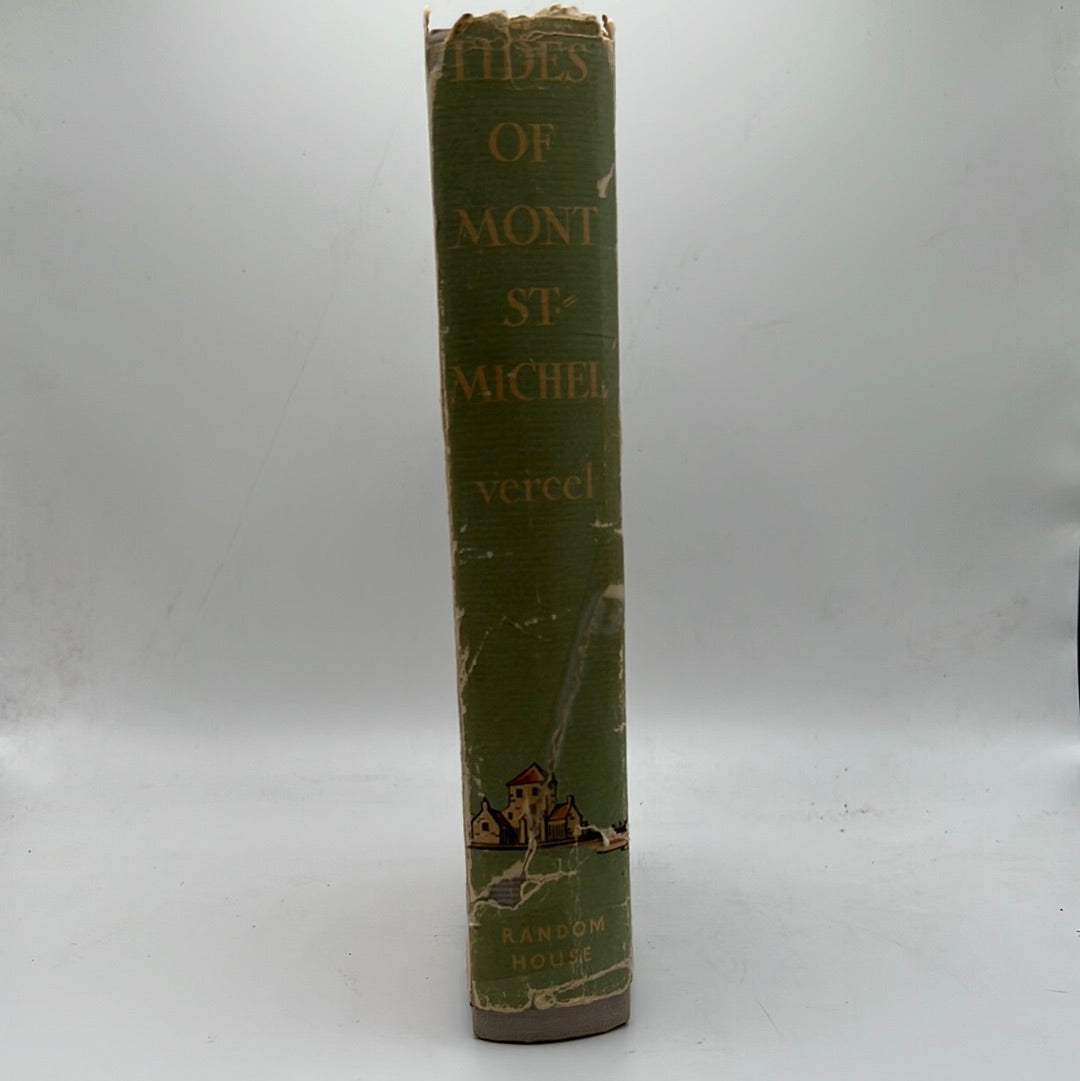 TIDES
OF
MONT
ST-
MICHEL
vercel
RANDOM
HOUSE